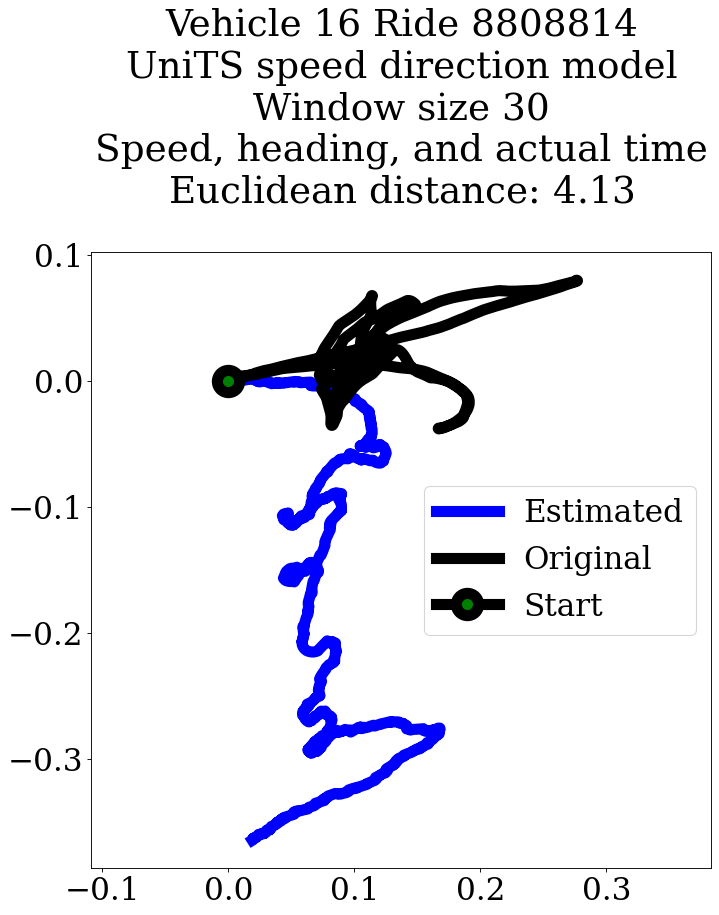 Vehicle 16 Ride 8808814
UniTS speed direction model
Window size 30
Speed, heading, and actual time
Euclidean distance: 4.13
0.1
0.0
−0.1
−0.2
−0.3
Estimated
Original
Start
−0.1 0.0 0.1 0.2 0.3